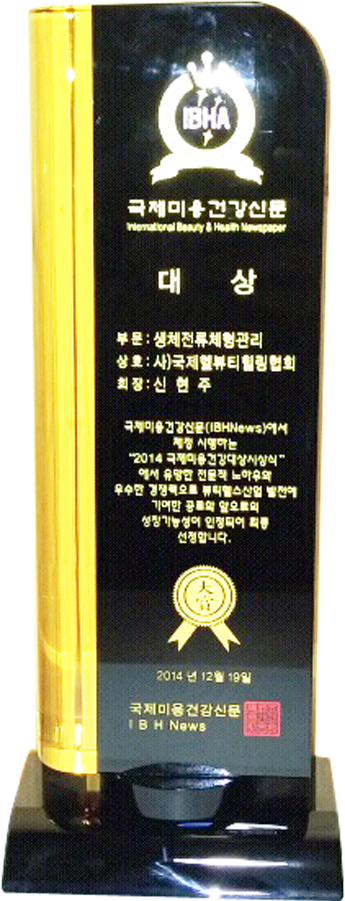 IBHA
국제미용건강신문
International Beauty & Health Newspaper
대 상
부문 : 생체전류체형관리
상호 : 사)국제헬뷰티힐링협회
회장 : 신 현 주
국제미용건강신문(IBHNews)에서
제정 시행하는
"2014 국제미용건강대상시상식"
에서 유망한 전문적 노하우와
우수한 경쟁력으로 뷰티헬스산업 발전에
기여한 공로와 앞으로의
성장가능성이 인정되어 최종
선정합니다.
大賞
2014 년 12월 19일
국제미용건강신문
I B H News